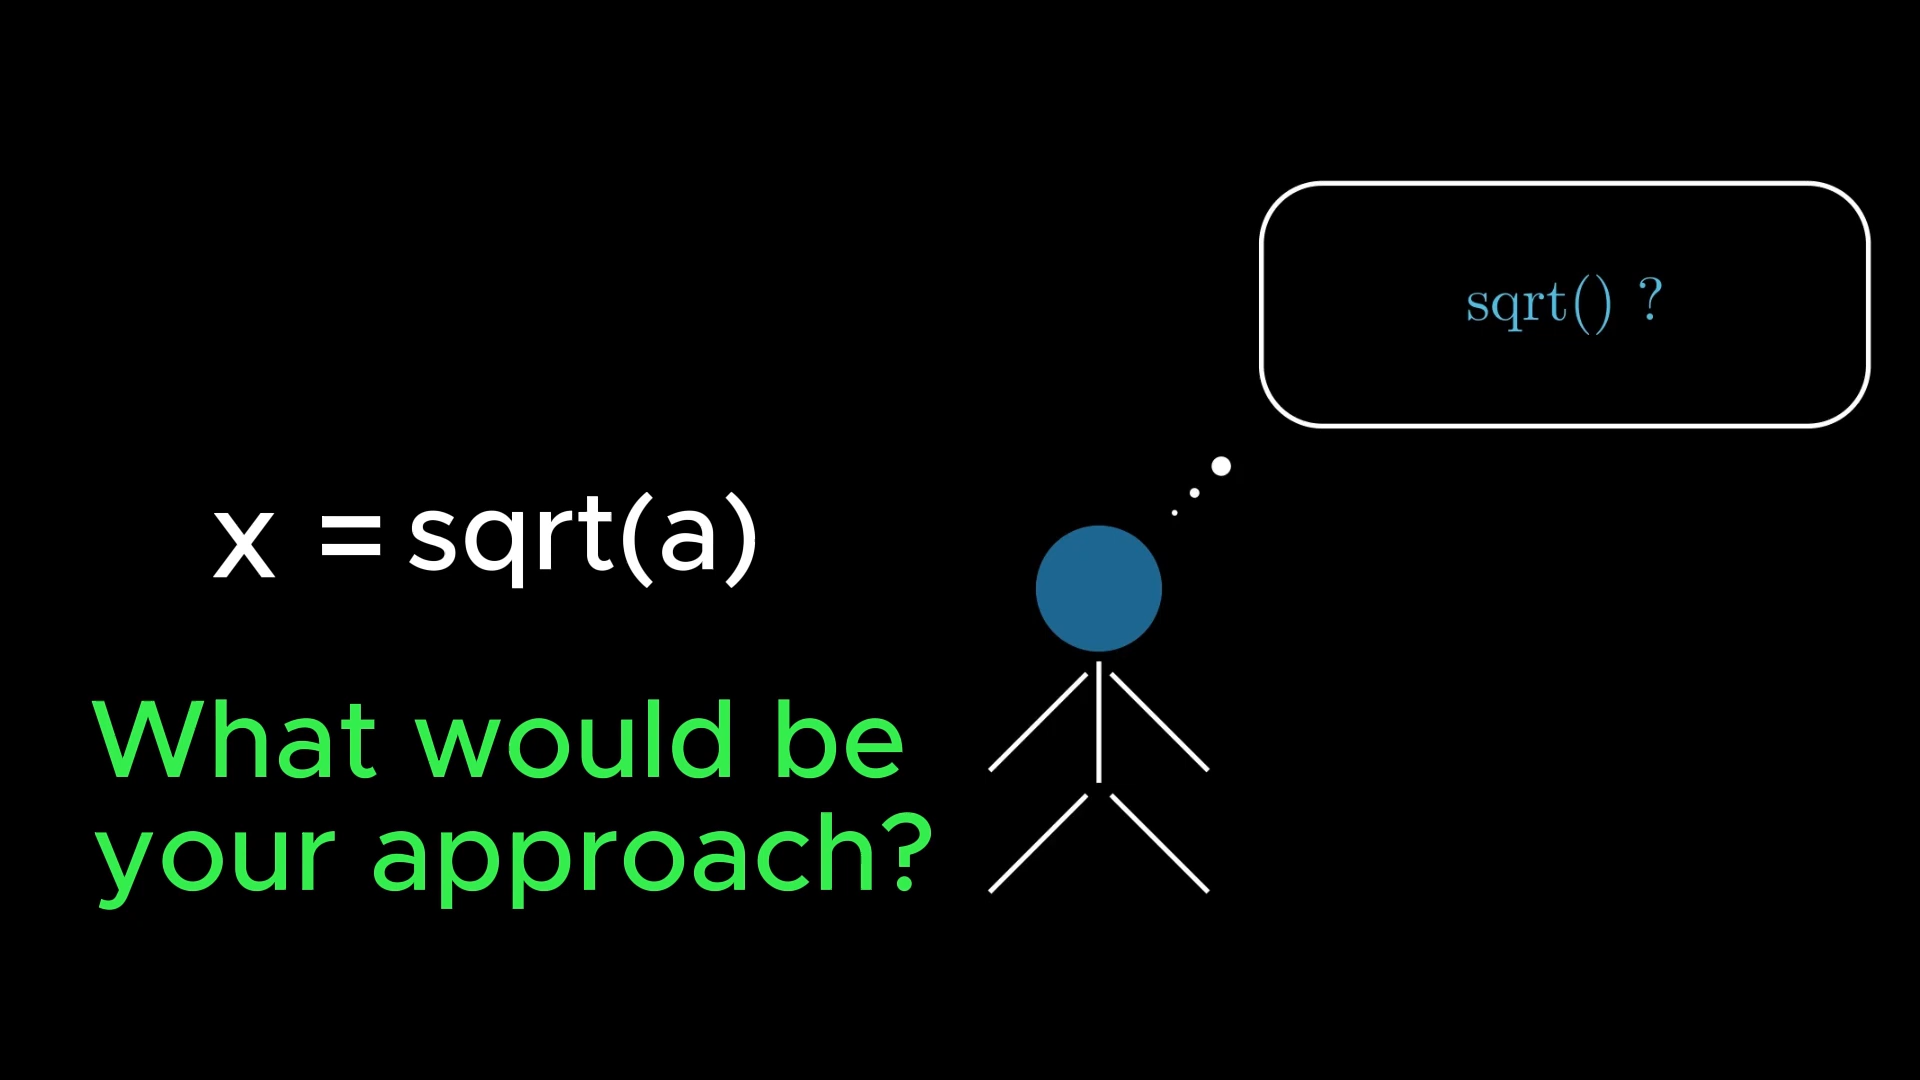 sqrt() ?
x = sqrt(a)
What would be
your approach?